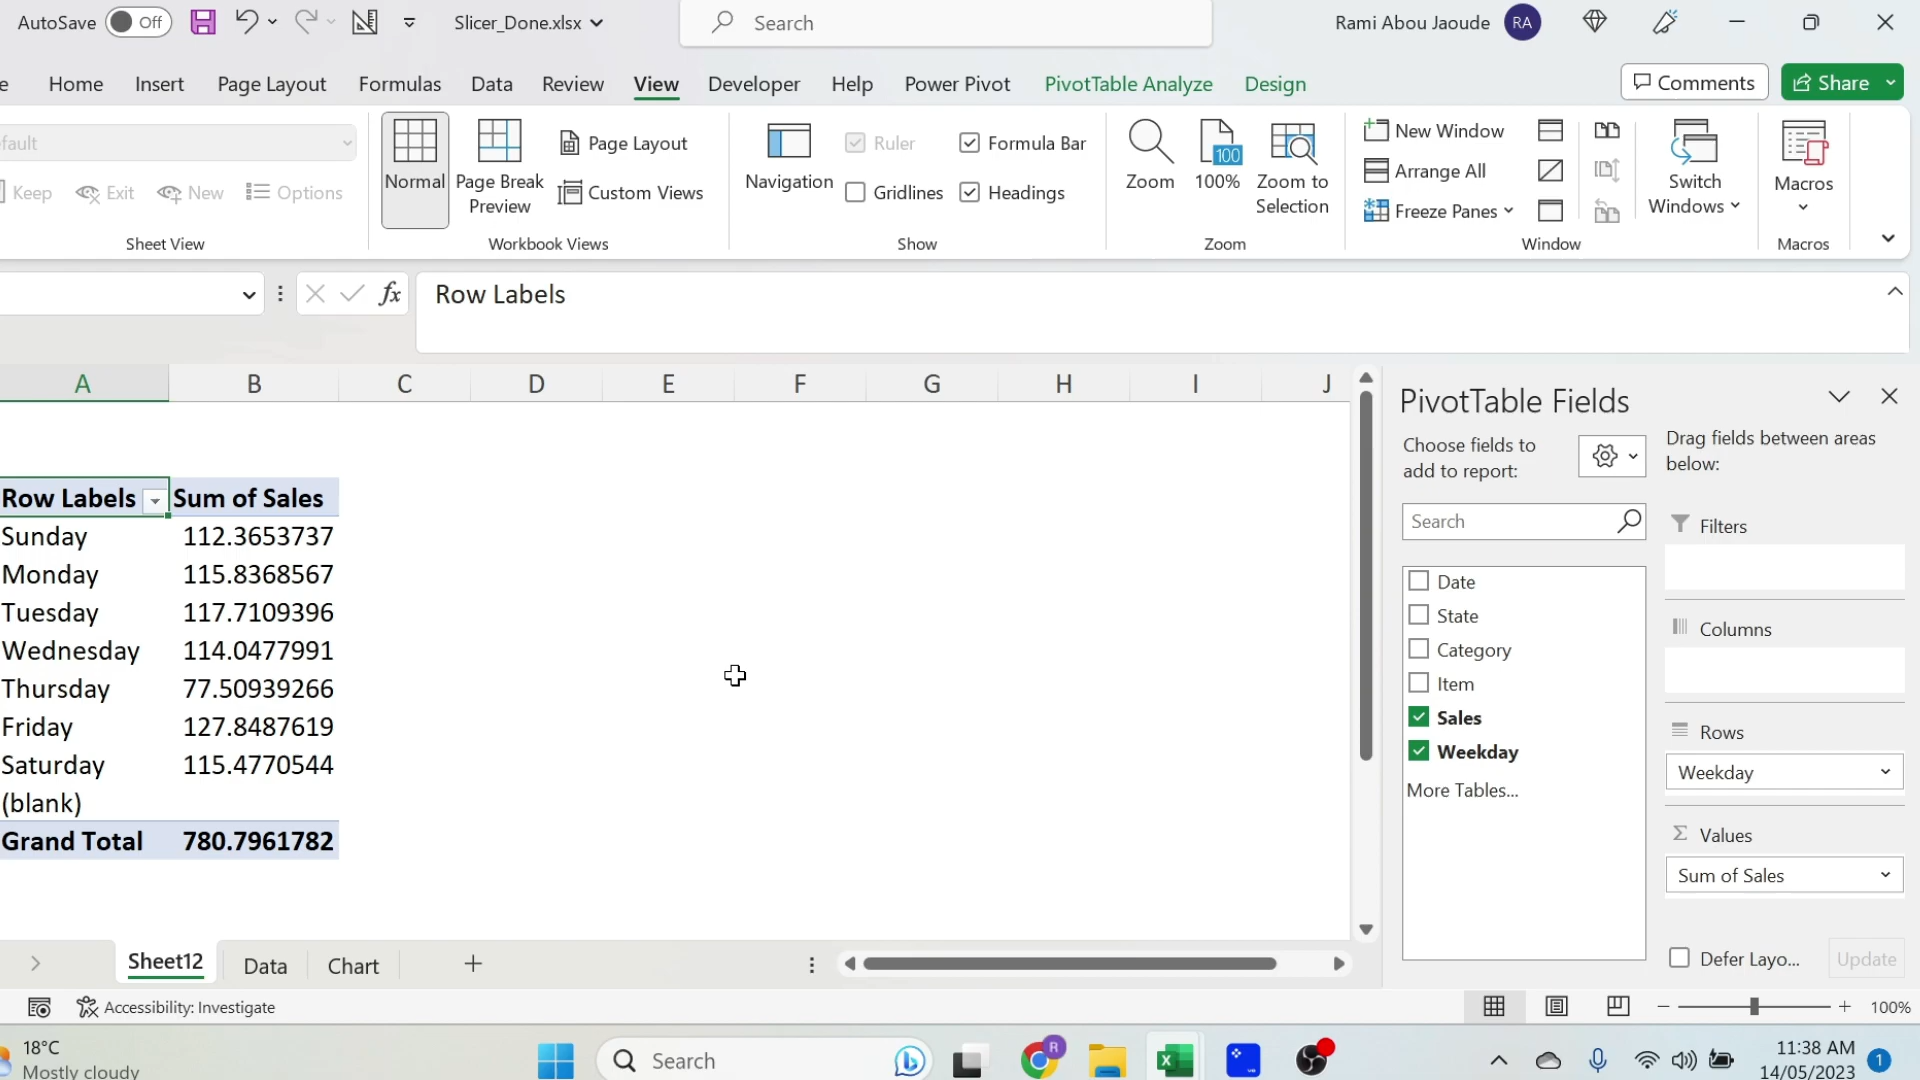 AutoSave Off Slicer_Done.xlsx Search Rami Abou Jaoude RA
e Home Insert Page Layout Formulas Data Review View Developer Help Power Pivot PivotTable Analyze Design Comments Share
fault
Keep Exit New Options
Sheet View
Normal
Page Break
Preview
Page Layout
Custom Views
Workbook Views
Navigation
Ruler
Formula Bar
Gridlines
Headings
Show
Zoom
100
100%
Zoom to
Selection
Zoom
New Window
Arrange All
Freeze Panes
Switch
Windows
Window
Macros
Macros
fx Row Labels
A B C D E F G H I J
Row Labels Sum of Sales
Sunday 112.3653737
Monday 115.8368567
Tuesday 117.7109396
Wednesday 114.0477991
Thursday 77.50939266
Friday 127.8487619
Saturday 115.4770544
(blank)
Grand Total 780.7961782
PivotTable Fields
Choose fields to
add to report:
Search
Date
State
Category
Item
Sales
Weekday
More Tables...
Drag fields between areas
below:
Filters
Columns
Rows
Weekday
Σ Values
Sum of Sales
Defer Layo... Update
Sheet12 Data Chart
Accessibility: Investigate
100%
18°C
Mostly cloudy
Search
R
11:38 AM
14/05/2023
1